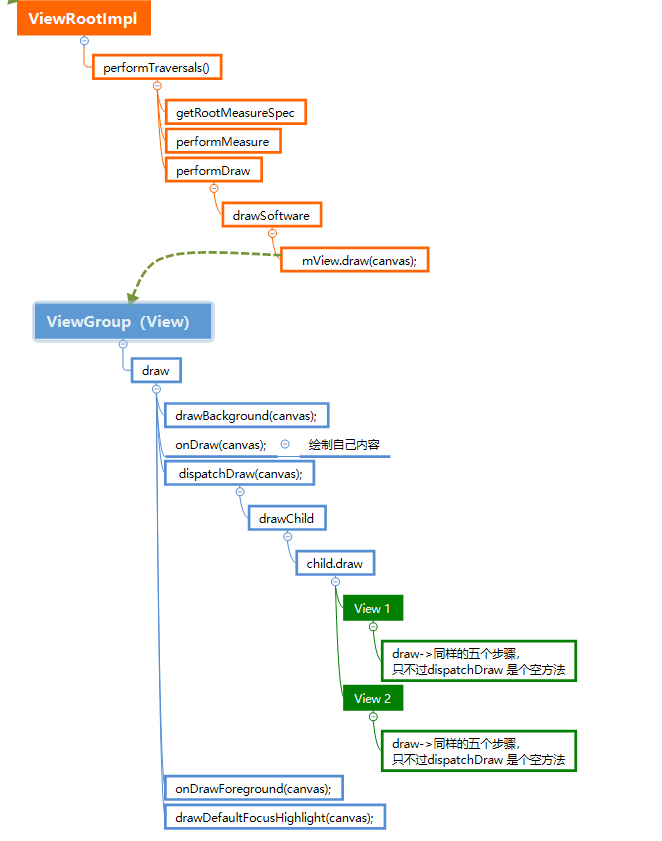 ViewRootImpl
performTraversals()
getRootMeasureSpec
performMeasure
performDraw
drawSoftware
mView.draw(canvas);
ViewGroup（View）
draw
drawBackground(canvas);
onDraw(canvas); 绘制自己内容
dispatchDraw(canvas);
drawChild
child.draw
View 1
draw->同样的五个步骤，
只不过dispatchDraw 是个空方法
View 2
draw->同样的五个步骤，
只不过dispatchDraw 是个空方法
onDrawForeground(canvas);
drawDefaultFocusHighlight(canvas);